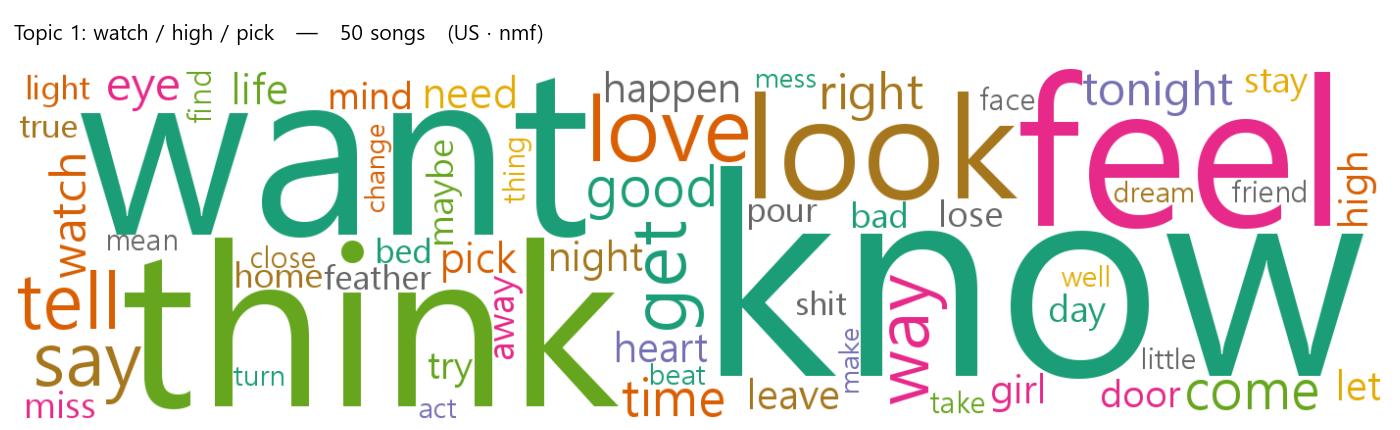 Topic 1: watch / high / pick — 50 songs (US · nmf)
light
eye
find
life
mind
need
happen
mess
right
face
tonight
stay
true
want
change
maybe
thing
love
look
feel
dream
friend
high
watch
mean
good
pour
bad
lose
close
bed
pick
night
get
know
home
feather
tell
think
away
shit
way
well
day
say
turn
try
heart
beat
make
little
miss
act
time
leave
take
girl
door
come
let